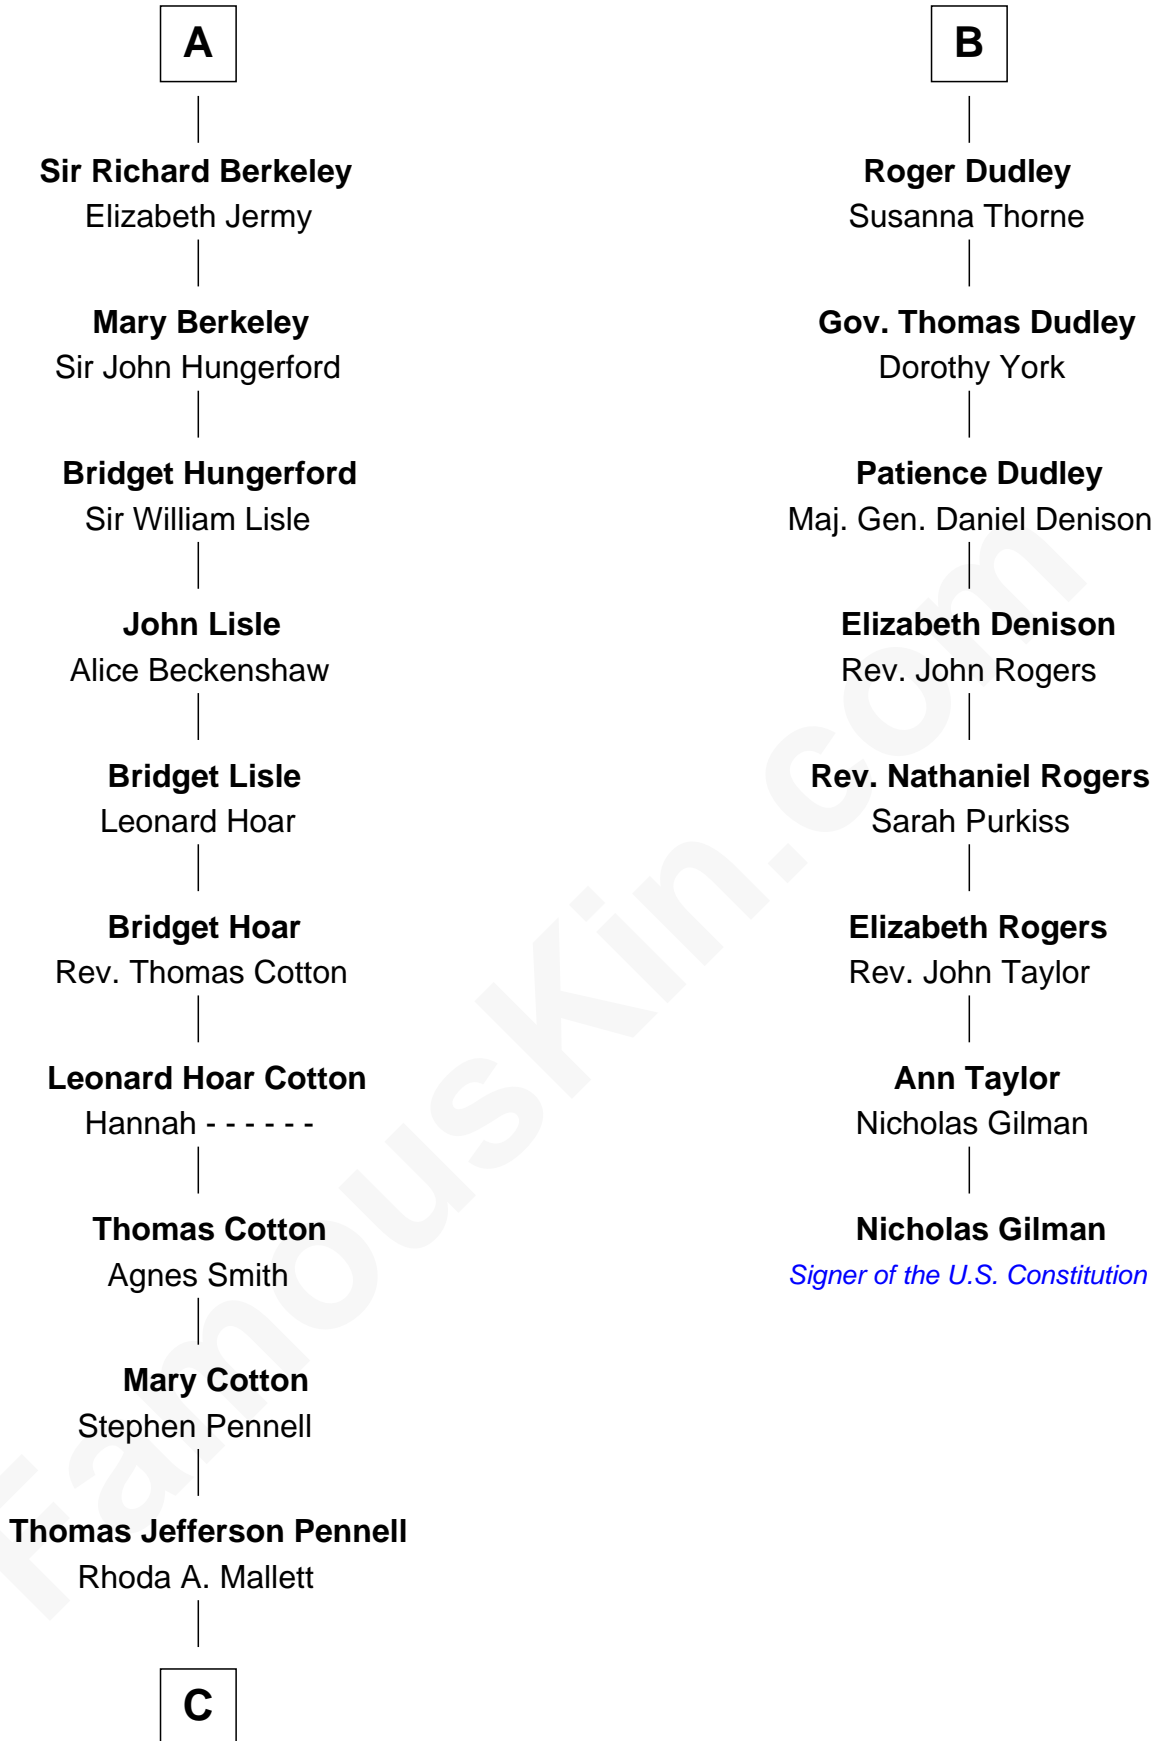 A
Sir Richard Berkeley
Elizabeth Jermy
Mary Berkeley
Sir John Hungerford
Bridget Hungerford
Sir William Lisle
John Lisle
Alice Beckenshaw
Bridget Lisle
Leonard Hoar
Bridget Hoar
Rev. Thomas Cotton
Leonard Hoar Cotton
Hannah - - - - - -
Thomas Cotton
Agnes Smith
Mary Cotton
Stephen Pennell
Thomas Jefferson Pennell
Rhoda A. Mallett
C
B
Roger Dudley
Susanna Thorne
Gov. Thomas Dudley
Dorothy York
Patience Dudley
Maj. Gen. Daniel Denison
Elizabeth Denison
Rev. John Rogers
Rev. Nathaniel Rogers
Sarah Purkiss
Elizabeth Rogers
Rev. John Taylor
Ann Taylor
Nicholas Gilman
Nicholas Gilman
Signer of the U.S. Constitution
FamousKin.com